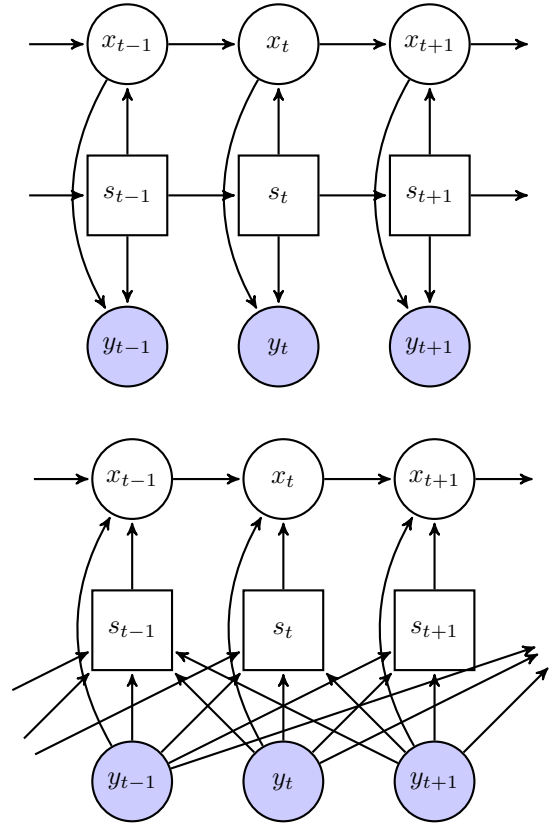 x_{t-1} x_t x_{t+1}
s_{t-1} s_t s_{t+1}
y_{t-1} y_t y_{t+1}
x_{t-1} x_t x_{t+1}
s_{t-1} s_t s_{t+1}
y_{t-1} y_t y_{t+1}